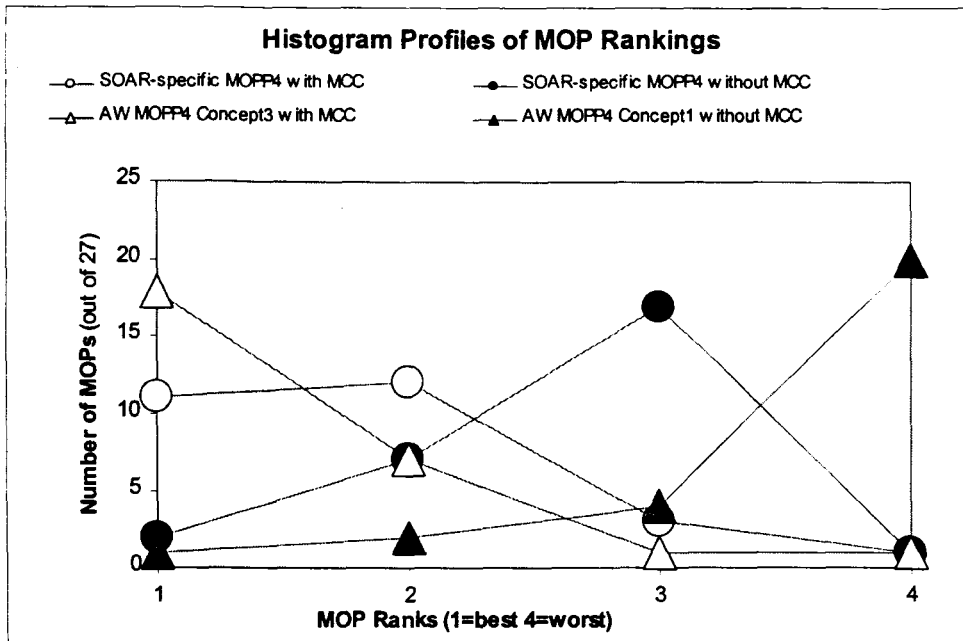 Histogram Profiles of MOP Rankings
SOAR-specific MOPP4 with MCC
SOAR-specific MOPP4 without MCC
AW MOPP4 Concept3 with MCC
AW MOPP4 Concept1 without MCC
Number of MOPs (out of 27)
25
20
15
10
5
0
1 2 3 4
MOP Ranks (1=best 4=worst)